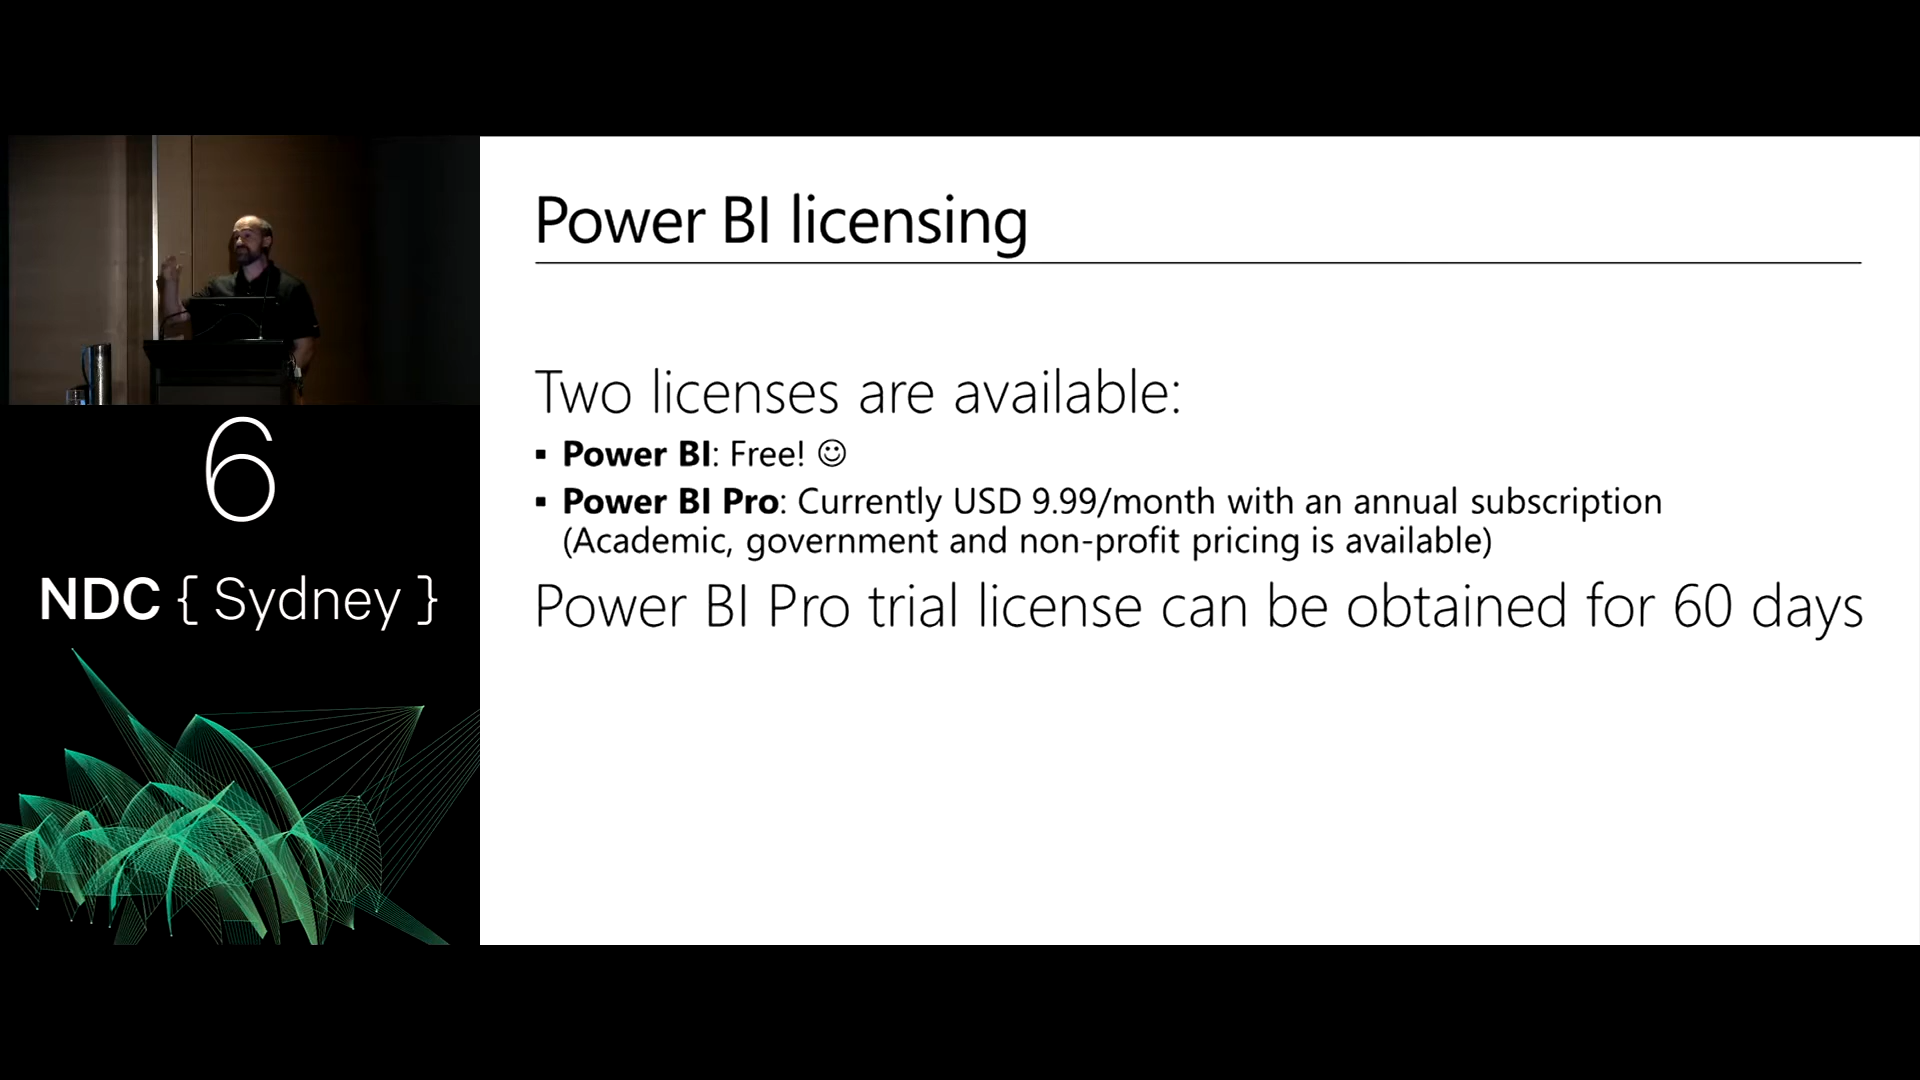 6
NDC { Sydney }
Power BI licensing
Two licenses are available:
▪ Power BI: Free! ☺
▪ Power BI Pro: Currently USD 9.99/month with an annual subscription
(Academic, government and non-profit pricing is available)
Power BI Pro trial license can be obtained for 60 days